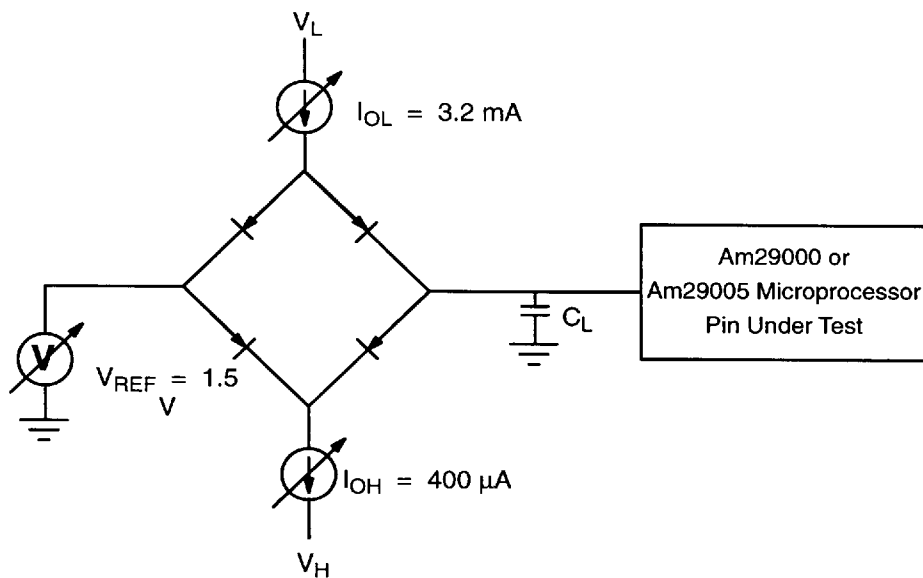 V_L
I_OL = 3.2 mA
Am29000 or
Am29005 Microprocessor
Pin Under Test
C_L
V
V_REF = 1.5
V
I_OH = 400 µA
V_H